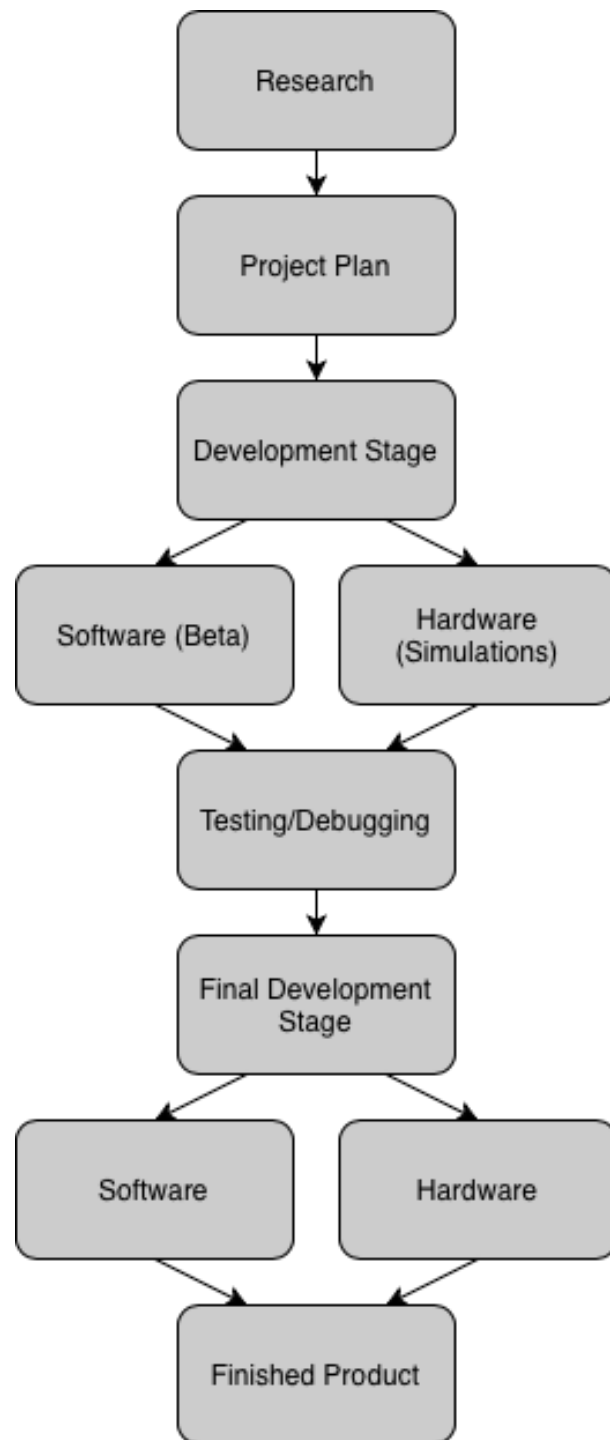 Research
Project Plan
Development Stage
Software (Beta)
Hardware
(Simulations)
Testing/Debugging
Final Development
Stage
Software
Hardware
Finished Product